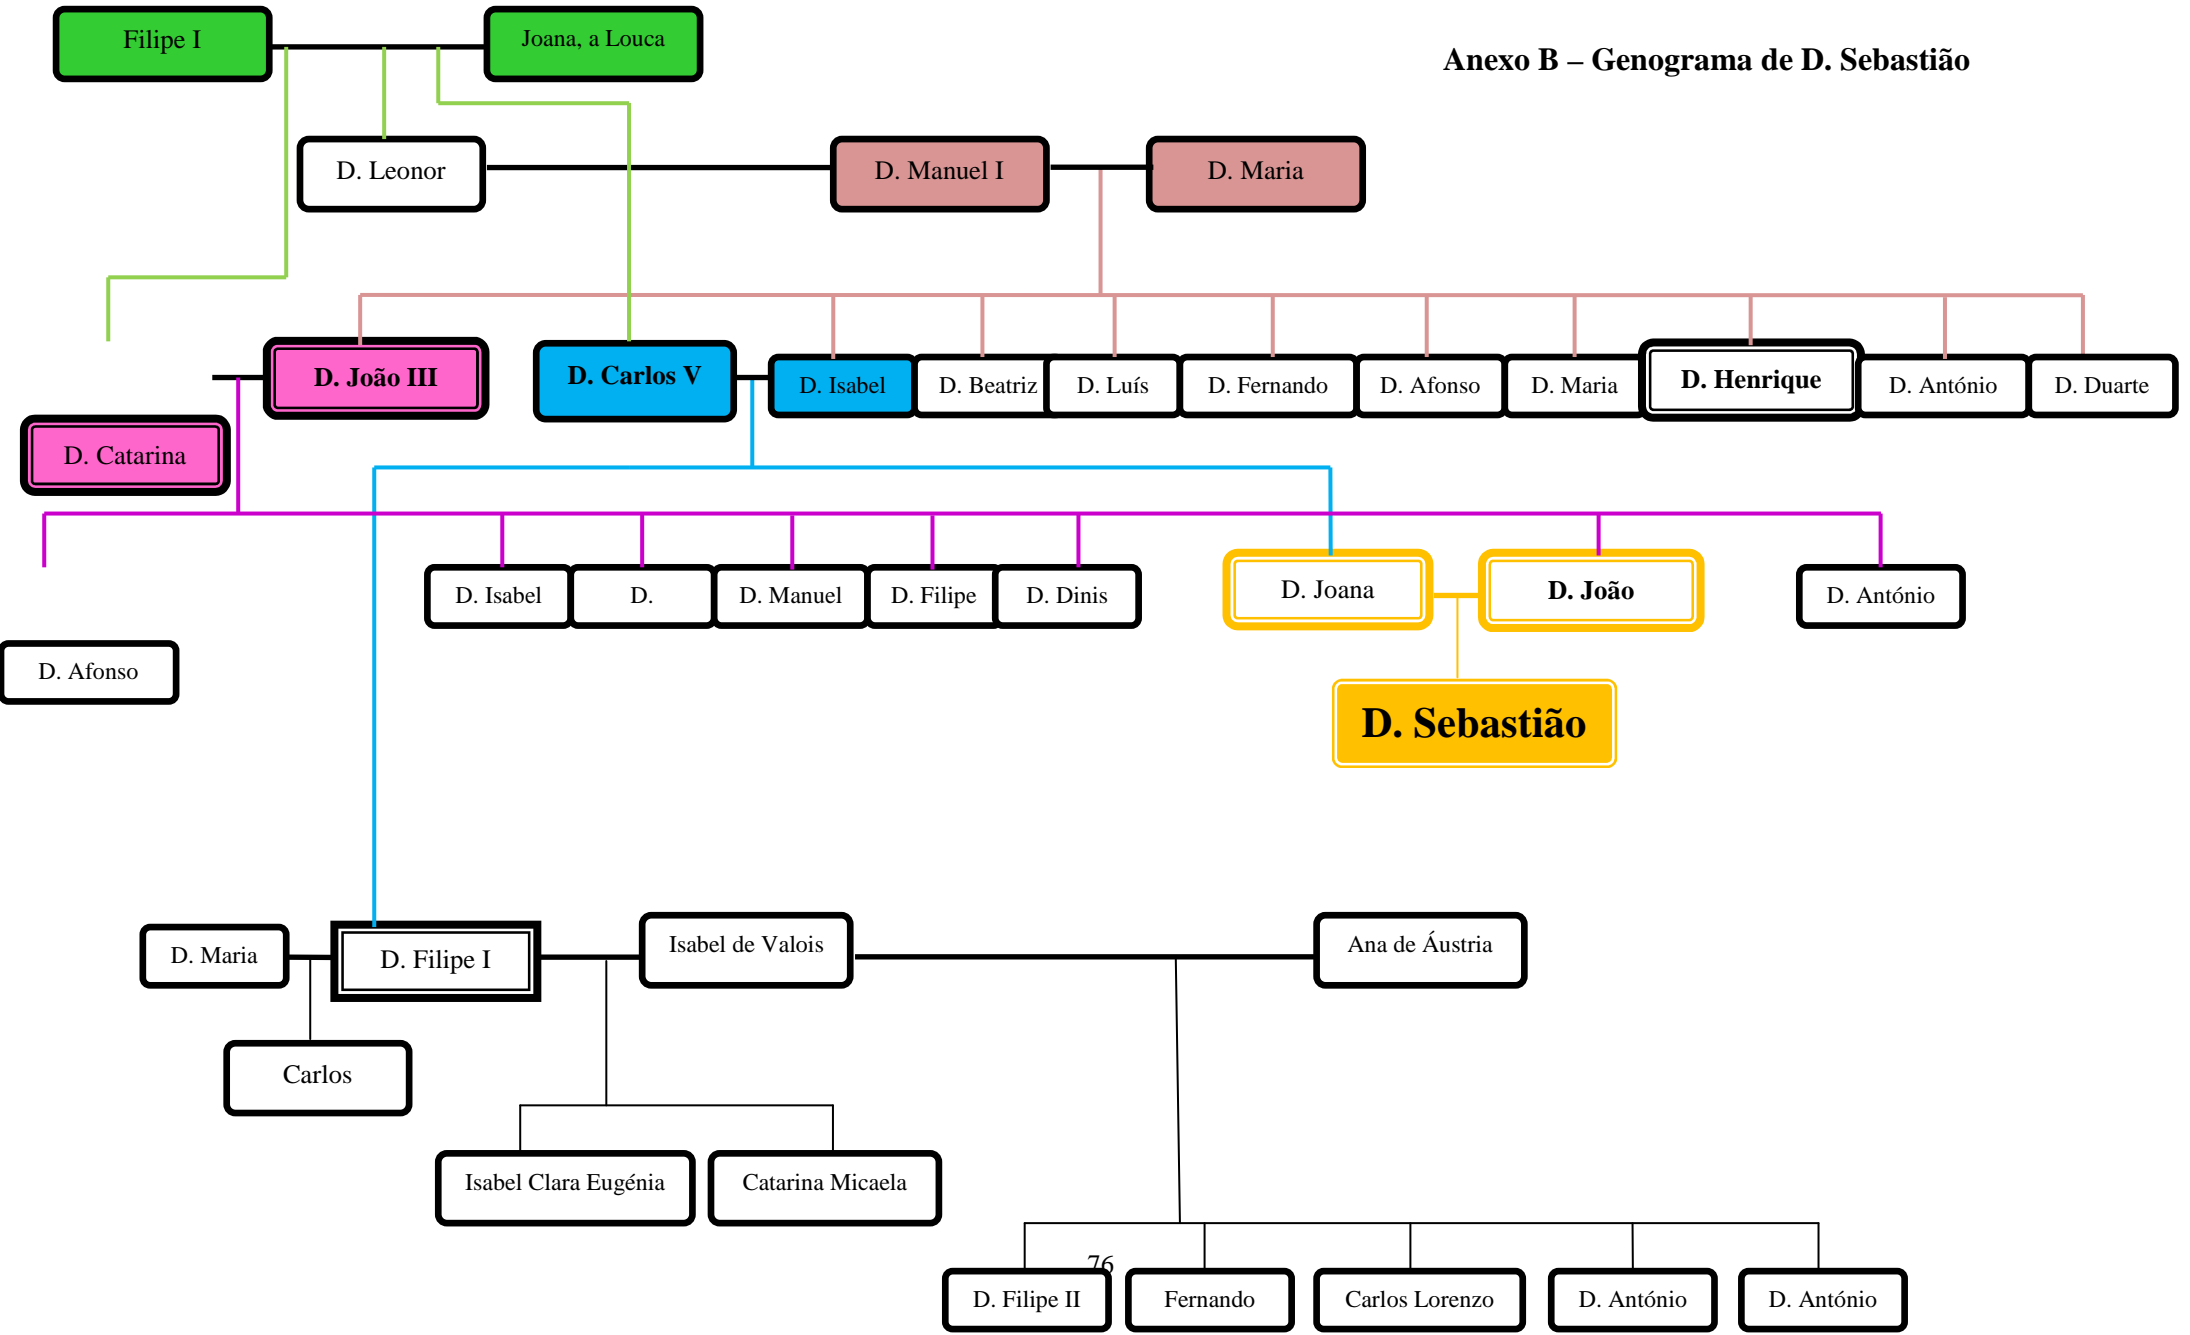 Filipe I
Joana, a Louca
Anexo B – Genograma de D. Sebastião
D. Leonor
D. Manuel I
D. Maria
D. João III
D. Carlos V
D. Isabel
D. Beatriz
D. Luís
D. Fernando
D. Afonso
D. Maria
D. Henrique
D. António
D. Duarte
D. Catarina
D. Isabel
D.
D. Manuel
D. Filipe
D. Dinis
D. Joana
D. João
D. António
D. Afonso
D. Sebastião
D. Maria
D. Filipe I
Isabel de Valois
Ana de Áustria
Carlos
Isabel Clara Eugénia
Catarina Micaela
76
D. Filipe II
Fernando
Carlos Lorenzo
D. António
D. António